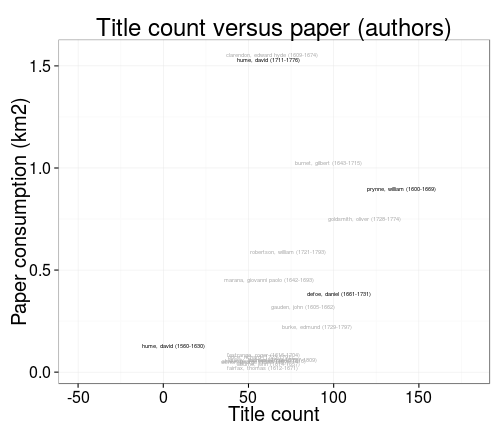 Title count versus paper (authors)
Paper consumption (km2)
1.5
1.0
0.5
0.0
clarendon, edward hyde (1609-1674)
hume, david (1711-1776)
burnet, gilbert (1643-1715)
prynne, william (1600-1669)
goldsmith, oliver (1728-1774)
robertson, william (1721-1793)
marana, giovanni paolo (1642-1693)
defoe, daniel (1661-1731)
gauden, john (1605-1662)
burke, edmund (1729-1797)
hume, david (1560-1630)
fairfax, thomas (1612-1671)
-50
0
50
100
150
Title count